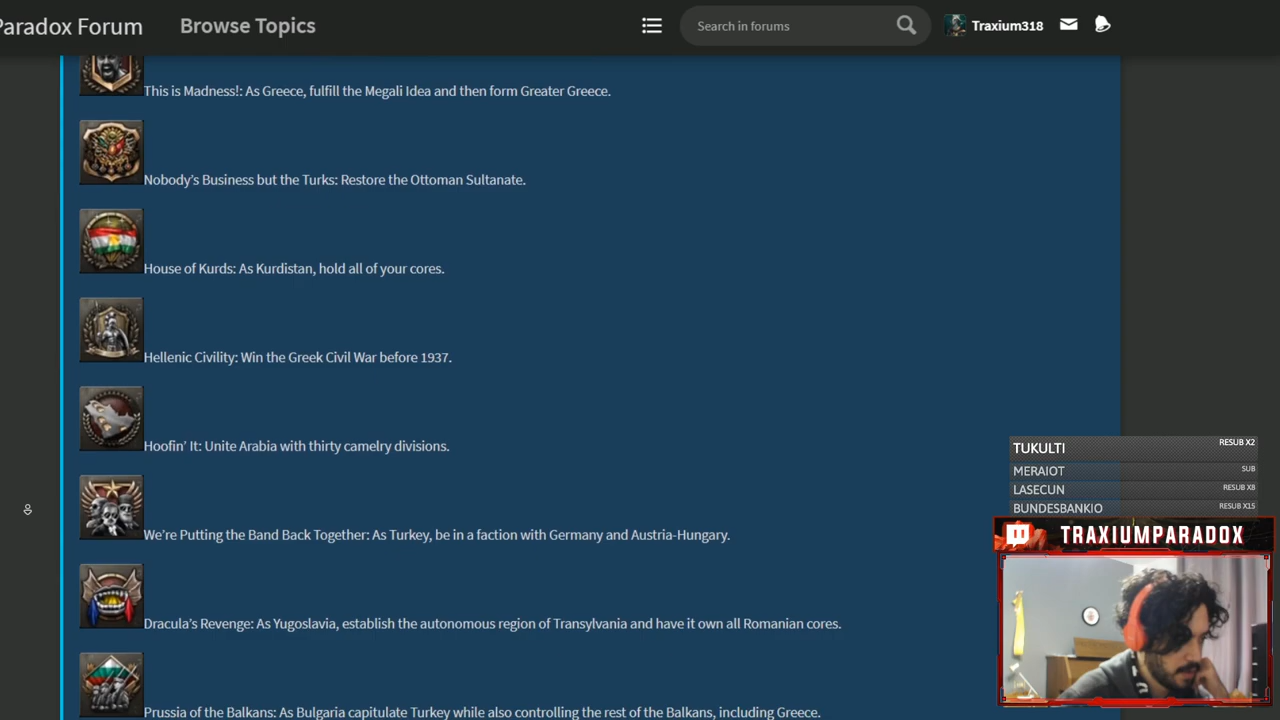 Paradox Forum
Browse Topics
Search in forums
Traxium318
This is Madness!: As Greece, fulfill the Megali Idea and then form Greater Greece.
Nobody’s Business but the Turks: Restore the Ottoman Sultanate.
House of Kurds: As Kurdistan, hold all of your cores.
Hellenic Civility: Win the Greek Civil War before 1937.
Hoofin’ It: Unite Arabia with thirty camelry divisions.
We’re Putting the Band Back Together: As Turkey, be in a faction with Germany and Austria-Hungary.
Dracula’s Revenge: As Yugoslavia, establish the autonomous region of Transylvania and have it own all Romanian cores.
Prussia of the Balkans: As Bulgaria capitulate Turkey while also controlling the rest of the Balkans, including Greece.
TUKULTI RESUB X2
MERAIOT SUB
LASECUN RESUB X8
BUNDESBANKIO RESUB X15
TRAXIUMPARADOX